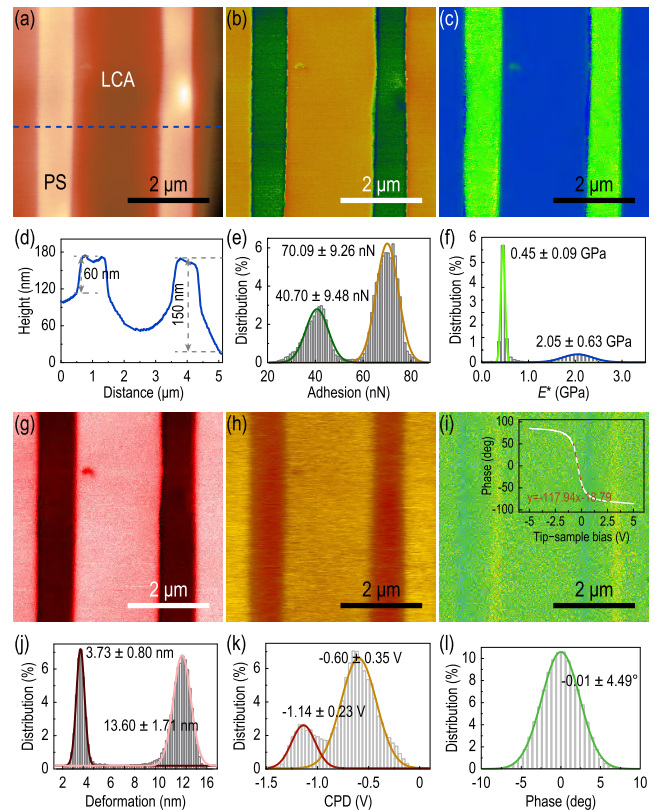 (a)
LCA
PS
2 μm
(b)
2 μm
(c)
2 μm
(d)
180
150
120
90
60
30
0
Height (nm)
60 nm
150 nm
0
1
2
3
4
5
Distance (μm)
(e)
6
4
2
0
Distribution (%)
70.09 ± 9.26 nN
40.70 ± 9.48 nN
20
40
60
80
Adhesion (nN)
(f)
6
5
4
3
2
1
0
Distribution (%)
0.45 ± 0.09 GPa
2.05 ± 0.63 GPa
0.0
1.0
2.0
3.0
E* (GPa)
(g)
2 μm
(h)
2 μm
(i)
100
50
0
-50
-100
Phase (deg)
y=-117.94x-18.79
-5
0
5
Tip-sample bias (V)
2 μm
(j)
6
4
2
0
Distribution (%)
3.73 ± 0.80 nm
13.60 ± 1.71 nm
2
4
6
8
10
12
14
16
Deformation (nm)
(k)
6
4
2
0
Distribution (%)
-0.60 ± 0.35 V
-1.14 ± 0.23 V
-1.5
-1.0
-0.5
0.0
CPD (V)
(l)
10
5
0
Distribution (%)
-0.01 ± 4.49°
-10
-5
0
5
10
Phase (deg)